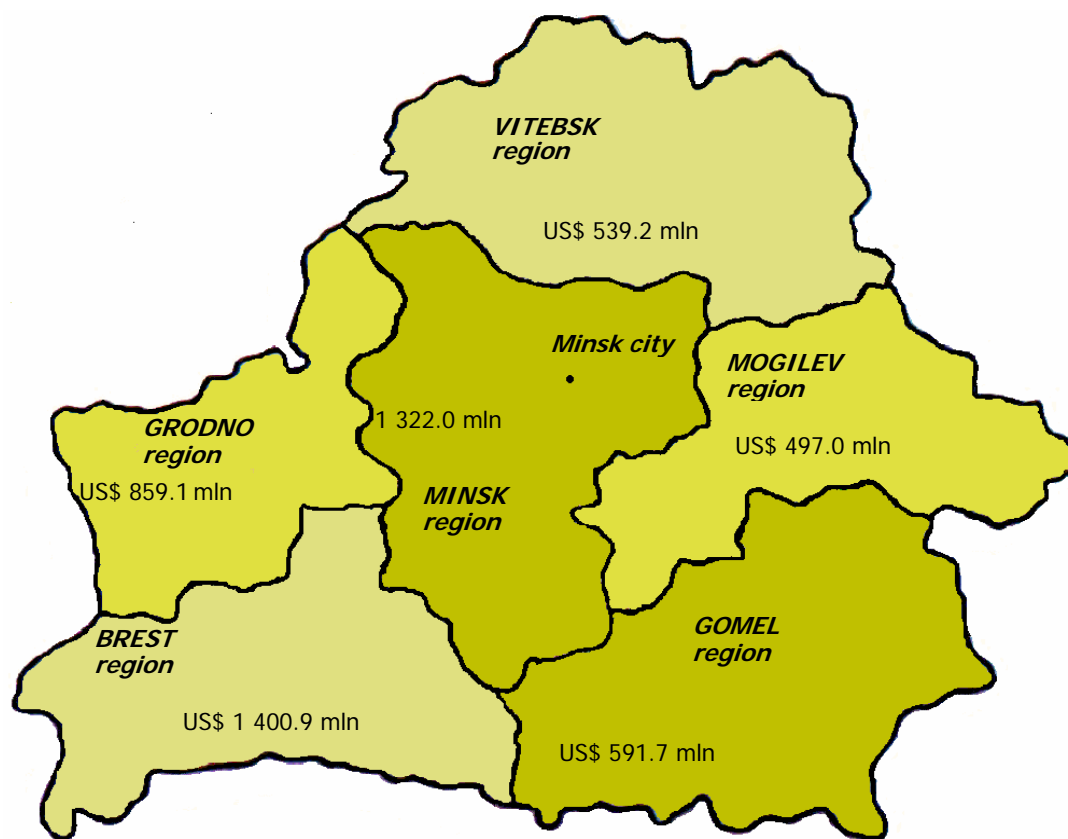 VITEBSK
region
US$ 539.2 mln
Minsk city
MOGILEV
region
US$ 497.0 mln
1 322.0 mln
GRODNO
region
US$ 859.1 mln
MINSK
region
BREST
region
US$ 1 400.9 mln
GOMEL
region
US$ 591.7 mln